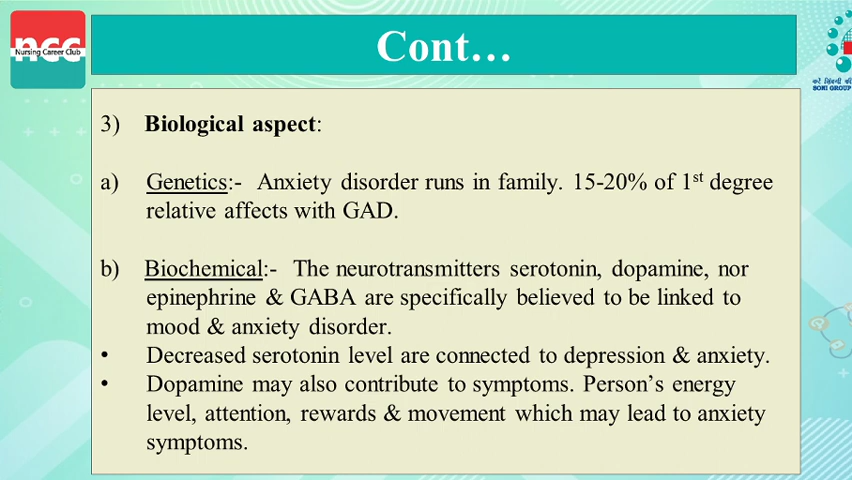 ncc
Nursing Career Club
Cont…
SONI GROUP
3) Biological aspect:
a) Genetics:- Anxiety disorder runs in family. 15-20% of 1st degree
relative affects with GAD.
b) Biochemical:- The neurotransmitters serotonin, dopamine, nor
epinephrine & GABA are specifically believed to be linked to
mood & anxiety disorder.
• Decreased serotonin level are connected to depression & anxiety.
• Dopamine may also contribute to symptoms. Person’s energy
level, attention, rewards & movement which may lead to anxiety
symptoms.